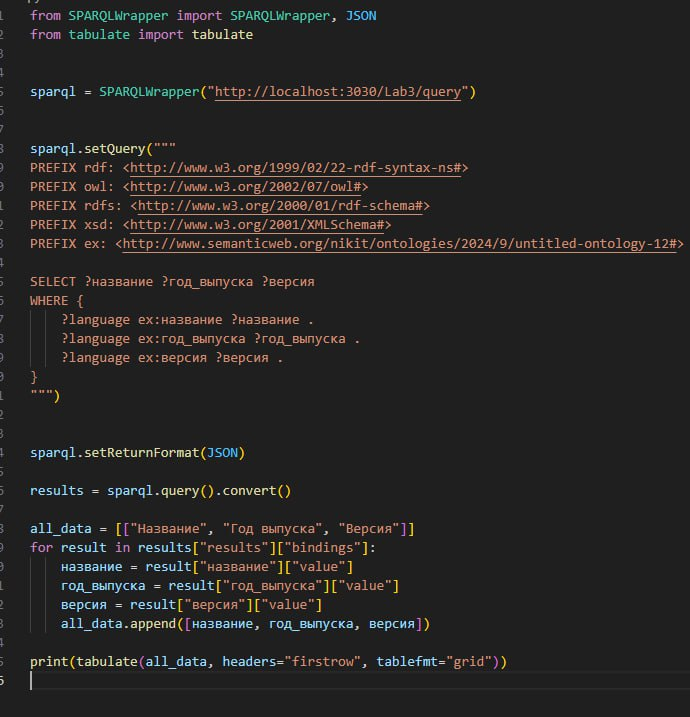 from SPARQLWrapper import SPARQLWrapper, JSON
from tabulate import tabulate
sparql = SPARQLWrapper("http://localhost:3030/Lab3/query")
sparql.setQuery("""
PREFIX rdf: <http://www.w3.org/1999/02/22-rdf-syntax-ns#>
PREFIX owl: <http://www.w3.org/2002/07/owl#>
PREFIX rdfs: <http://www.w3.org/2000/01/rdf-schema#>
PREFIX xsd: <http://www.w3.org/2001/XMLSchema#>
PREFIX ex: <http://www.semanticweb.org/nikit/ontologies/2024/9/untitled-ontology-12#>
SELECT ?название ?год_выпуска ?версия
WHERE {
    ?language ex:название ?название .
    ?language ex:год_выпуска ?год_выпуска .
    ?language ex:версия ?версия .
}
""")
sparql.setReturnFormat(JSON)
results = sparql.query().convert()
all_data = [["Название", "Год выпуска", "Версия"]]
for result in results["results"]["bindings"]:
    название = result["название"]["value"]
    год_выпуска = result["год_выпуска"]["value"]
    версия = result["версия"]["value"]
    all_data.append([название, год_выпуска, версия])
print(tabulate(all_data, headers="firstrow", tablefmt="grid"))